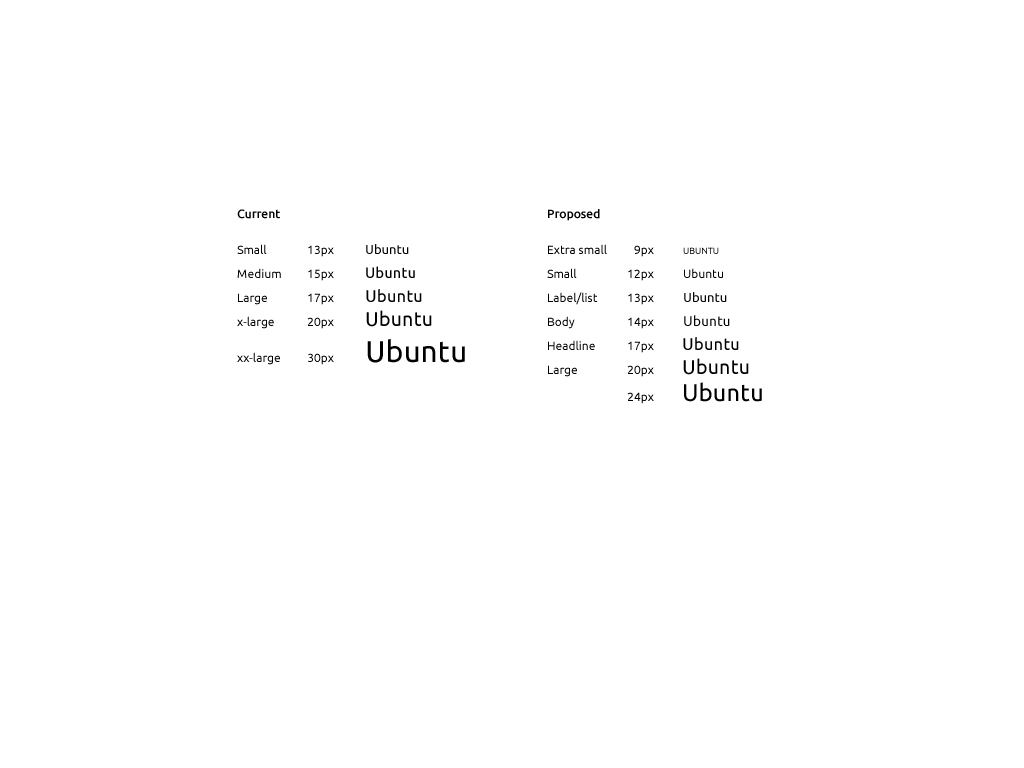 Current
Small 13px Ubuntu
Medium 15px Ubuntu
Large 17px Ubuntu
x-large 20px Ubuntu
xx-large 30px Ubuntu
Proposed
Extra small 9px UBUNTU
Small 12px Ubuntu
Label/list 13px Ubuntu
Body 14px Ubuntu
Headline 17px Ubuntu
Large 20px Ubuntu
24px Ubuntu